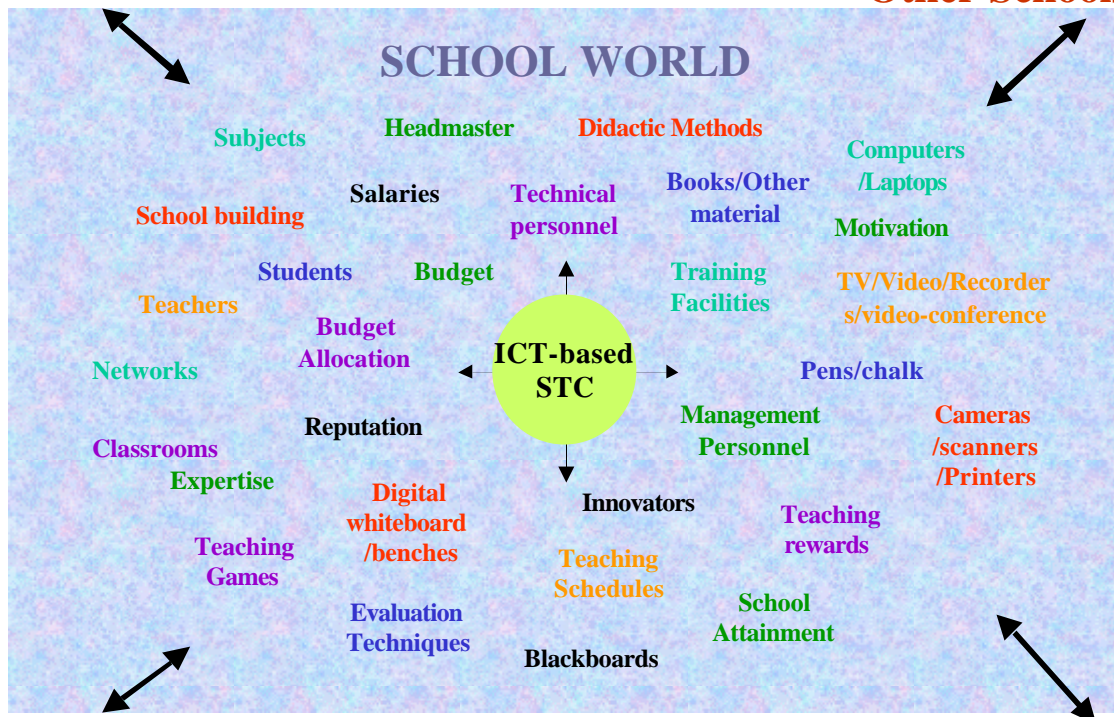 Other Schools
SCHOOL WORLD
Headmaster
Didactic Methods
Subjects
Computers
/Laptops
Salaries
Technical
personnel
Books/Other
material
School building
Motivation
Students
Budget
Training
Facilities
TV/Video/Recorder
s/video-conference
Teachers
Budget
Allocation
ICT-based
STC
Networks
Pens/chalk
Reputation
Management
Personnel
Cameras
/scanners
/Printers
Classrooms
Expertise
Digital
whiteboard
/benches
Innovators
Teaching
rewards
Teaching
Games
Teaching
Schedules
Evaluation
Techniques
School
Attainment
Blackboards